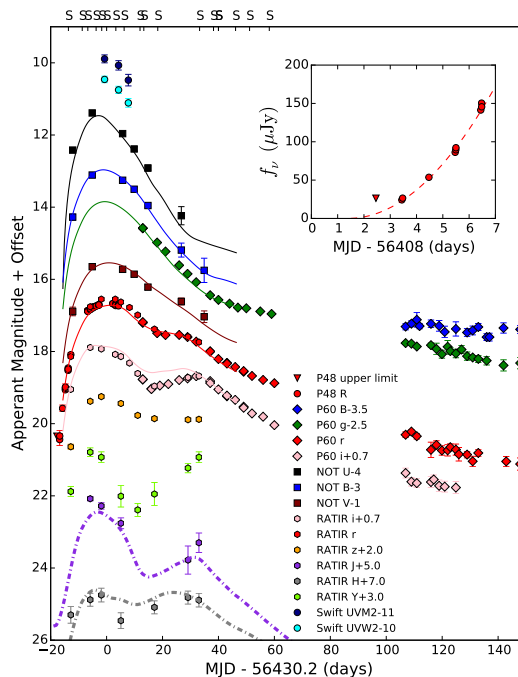 S S S S S S S S S S S S S S S S S
10
12
14
16
18
20
22
24
26
Apperant Magnitude + Offset
−20 0 20 40 60 80 100 120 140
MJD - 56430.2 (days)
200
150
100
50
0
fν (μJy)
0 1 2 3 4 5 6 7
MJD - 56408 (days)
P48 upper limit
P48 R
P60 B-3.5
P60 g-2.5
P60 r
P60 i+0.7
NOT U-4
NOT B-3
NOT V-1
RATIR i+0.7
RATIR r
RATIR z+2.0
RATIR J+5.0
RATIR H+7.0
RATIR Y+3.0
Swift UVM2-11
Swift UVW2-10